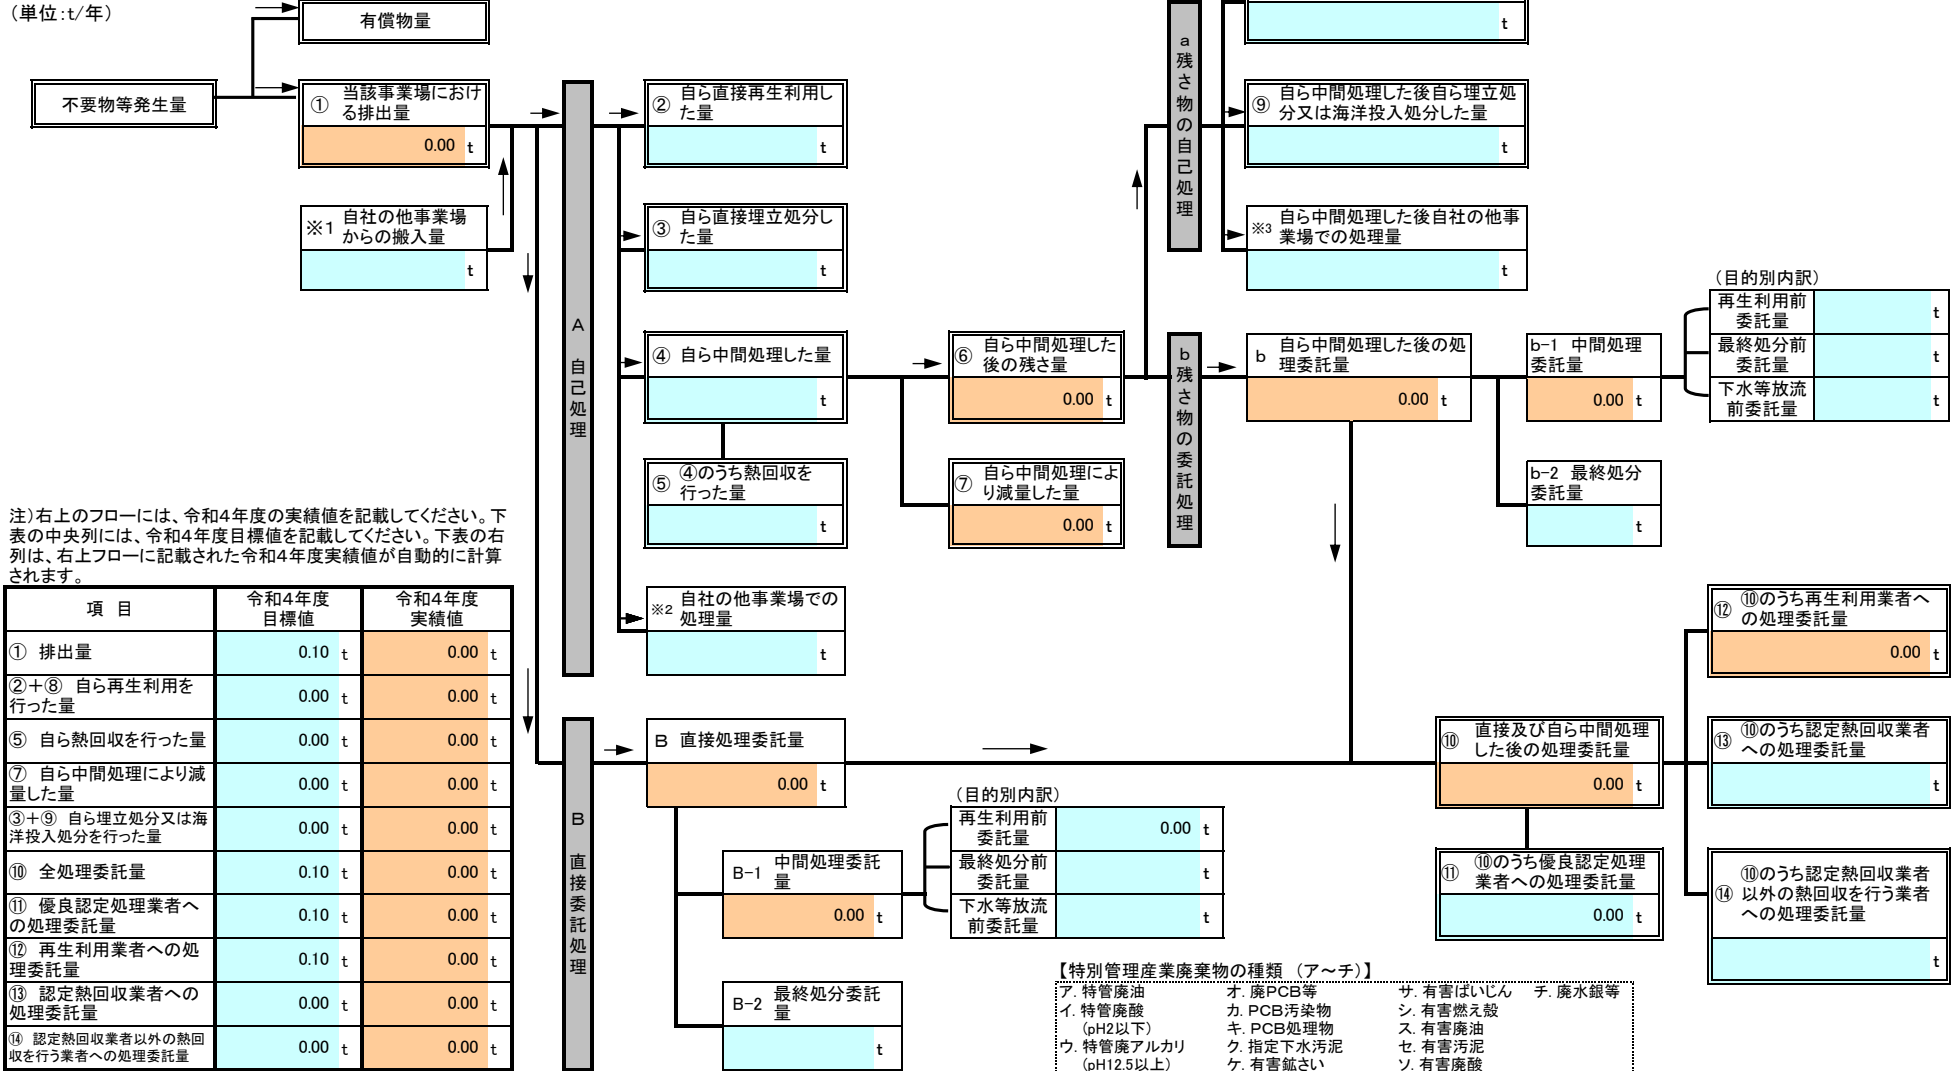 （単位：t/年）
有償物量
不要物等発生量
① 当該事業場におけ
る排出量
0.00 t
※1 自社の他事業場
からの搬入量
t
A 自己処理
② 自ら直接再生利用し
た量
t
③ 自ら直接埋立処分し
た量
t
④ 自ら中間処理した量
t
⑤ ④のうち熱回収を
行った量
t
※2 自社の他事業場での
処理量
t
⑥ 自ら中間処理した
後の残さ量
0.00 t
⑦ 自ら中間処理によ
り減量した量
0.00 t
a 残さ物の自己処理
t
⑨ 自ら中間処理した後自ら埋立処
分又は海洋投入処分した量
t
※3 自ら中間処理した後自社の他事
業場での処理量
t
b 残さ物の委託処理
b 自ら中間処理した後の処
理委託量
0.00 t
b-1 中間処理
委託量
0.00 t
b-2 最終処分
委託量
t
（目的別内訳）
再生利用前
委託量
t
最終処分前
委託量
t
下水等放流
前委託量
t
注）右上のフローには、令和４年度の実績値を記載してください。下
表の中央列には、令和４年度目標値を記載してください。下表の右
列は、右上フローに記載された令和４年度実績値が自動的に計算
されます。
項 目 令和４年度 目標値 令和４年度 実績値
① 排出量 0.10 t 0.00 t
②＋⑧ 自ら再生利用を
行った量 0.00 t 0.00 t
⑤ 自ら熱回収を行った量 0.00 t 0.00 t
⑦ 自ら中間処理により減
量した量 0.00 t 0.00 t
③＋⑨ 自ら埋立処分又は海
洋投入処分を行った量 0.00 t 0.00 t
⑩ 全処理委託量 0.10 t 0.00 t
⑪ 優良認定処理業者へ
の処理委託量 0.10 t 0.00 t
⑫ 再生利用業者への処
理委託量 0.10 t 0.00 t
⑬ 認定熱回収業者への
処理委託量 0.00 t 0.00 t
⑭ 認定熱回収業者以外の熱回
収を行う業者への処理委託量 0.00 t 0.00 t
B 直接委託処理
B 直接処理委託量
0.00 t
B-1 中間処理委託
量
0.00 t
B-2 最終処分委託
量
t
（目的別内訳）
再生利用前
委託量
0.00 t
最終処分前
委託量
t
下水等放流
前委託量
t
⑩ 直接及び自ら中間処理
した後の処理委託量
0.00 t
⑪ ⑩のうち優良認定処理
業者への処理委託量
0.00 t
⑫ ⑩のうち再生利用業者へ
の処理委託量
0.00 t
⑬ ⑩のうち認定熱回収業者
への処理委託量
t
⑭ ⑩のうち認定熱回収業者
以外の熱回収を行う業者
への処理委託量
t
【特別管理産業廃棄物の種類 （ア～チ）】
ア. 特管廃油 オ. 廃PCB等 サ. 有害ばいじん チ. 廃水銀等
イ. 特管廃酸 カ. PCB汚染物 シ. 有害燃え殻
（pH2以下） キ. PCB処理物 ス. 有害廃油
ウ. 特管廃アルカリ ク. 指定下水汚泥 セ. 有害汚泥
（pH12.5以上） ケ. 有害鉱さい ソ. 有害廃酸